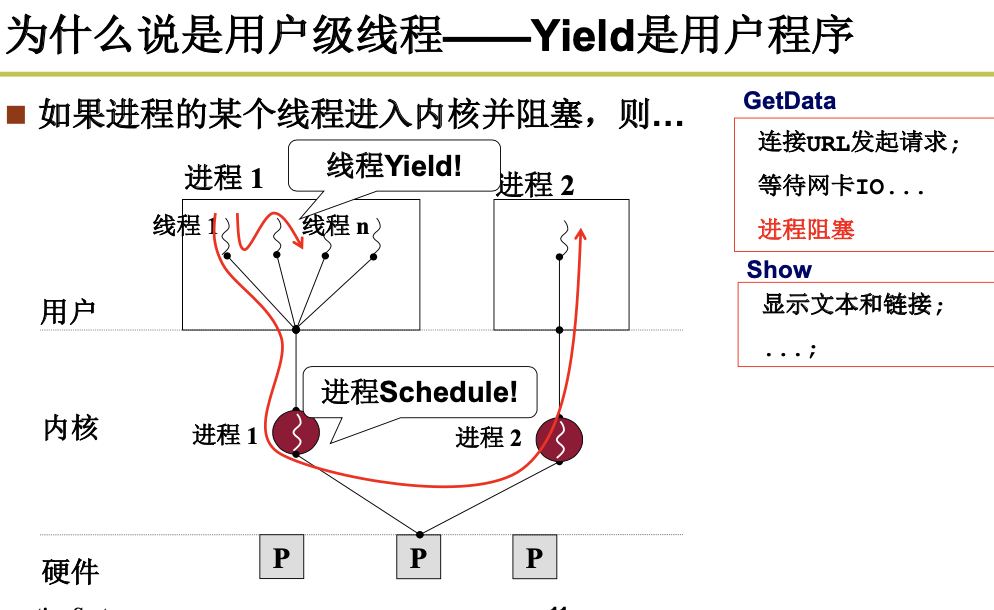 为什么说是用户级线程——Yield是用户程序
如果进程的某个线程进入内核并阻塞，则...
GetData
连接URL发起请求;
等待网卡IO...
进程阻塞
Show
显示文本和链接;
...;
线程Yield!
进程 1
进程 2
线程 1
线程 n
用户
进程Schedule!
内核
进程 1
进程 2
P
P
P
硬件